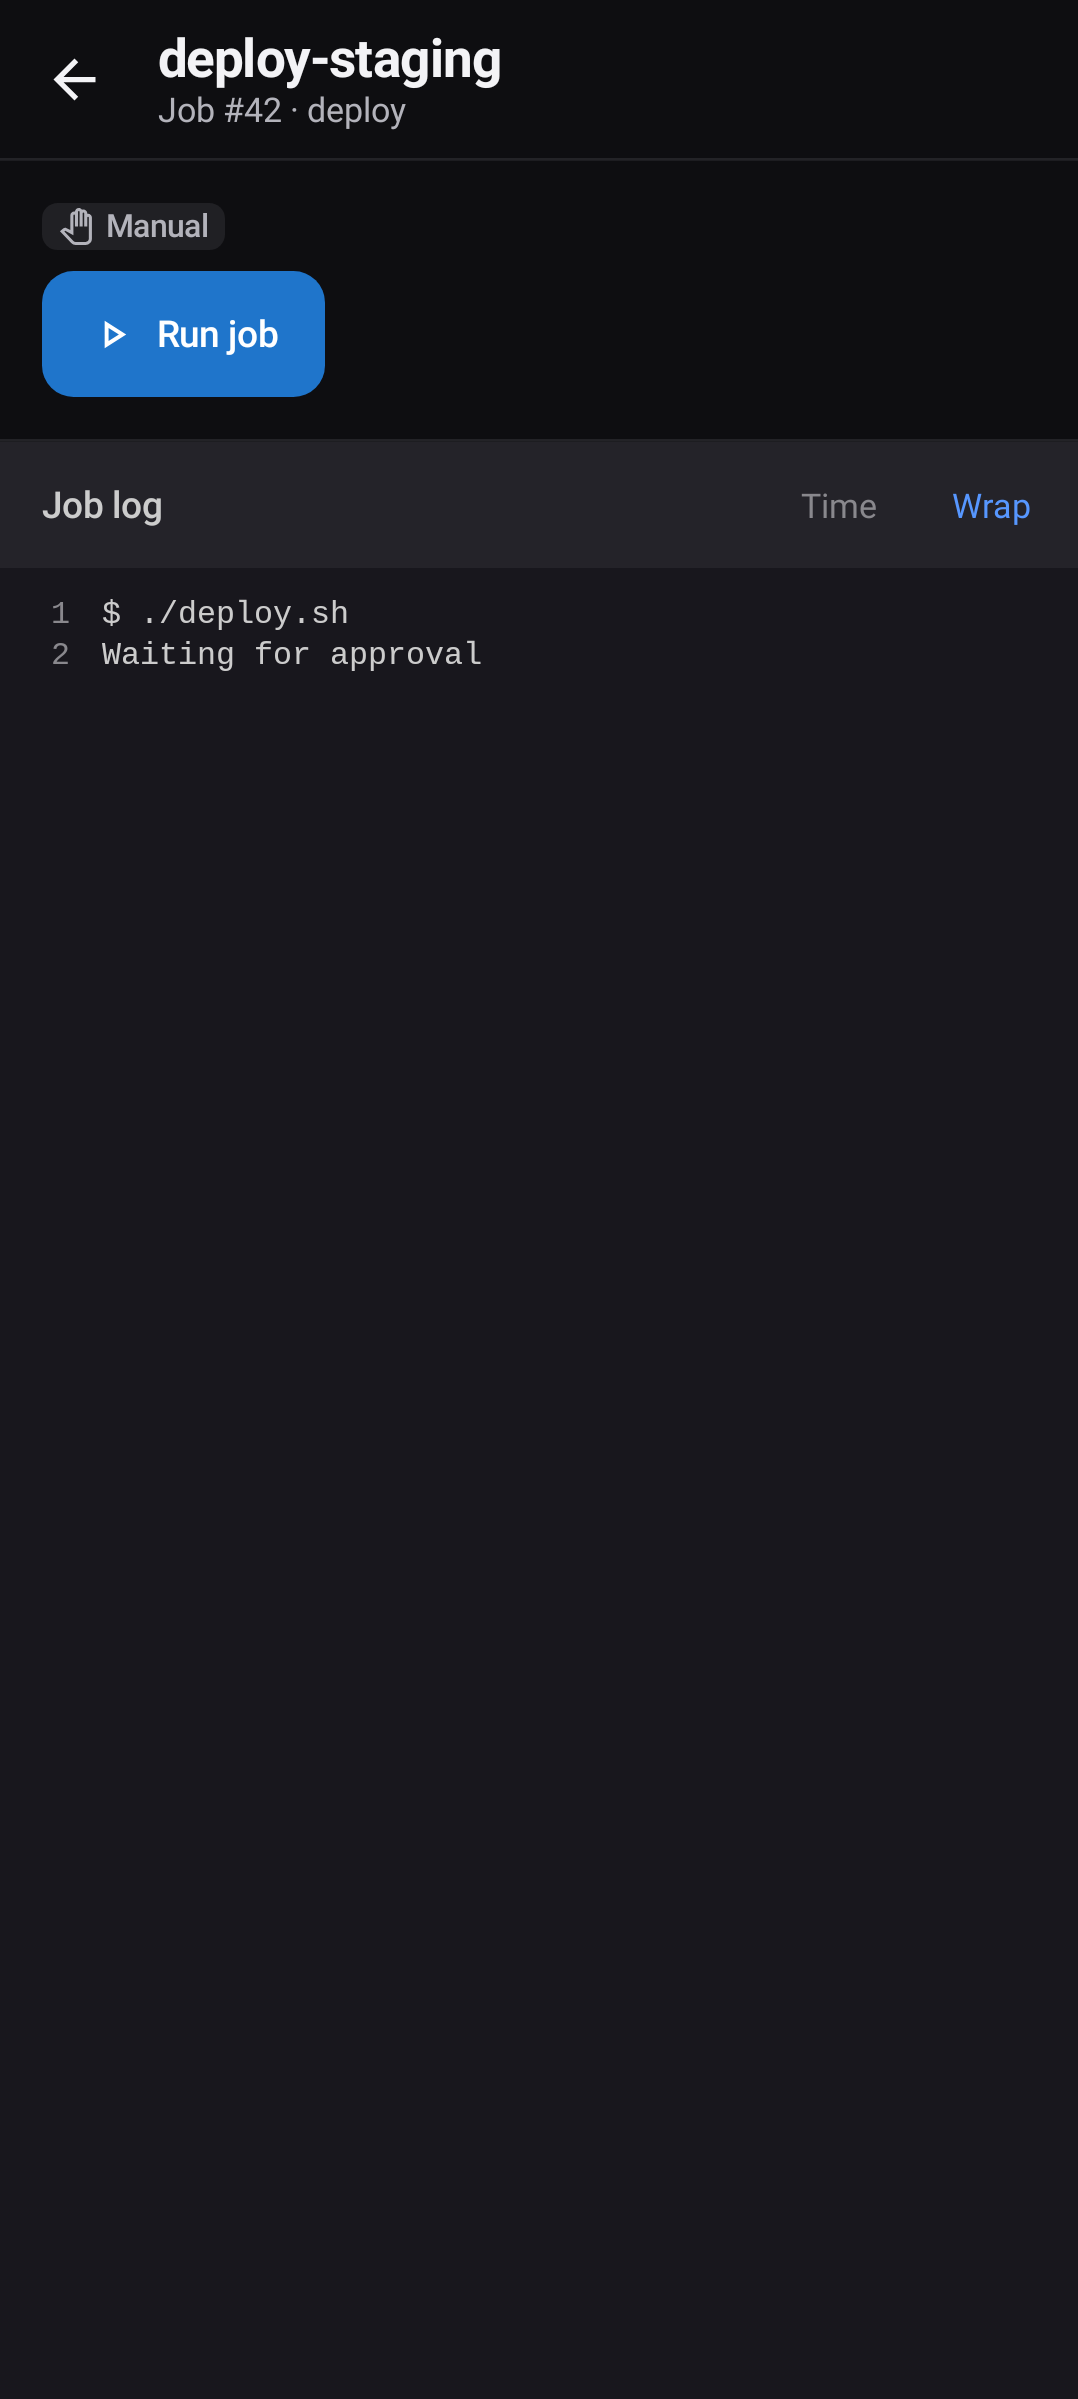 deploy-staging
Job #42 · deploy
Manual
Run job
Job log
Time
Wrap
1 $ ./deploy.sh
2 Waiting for approval